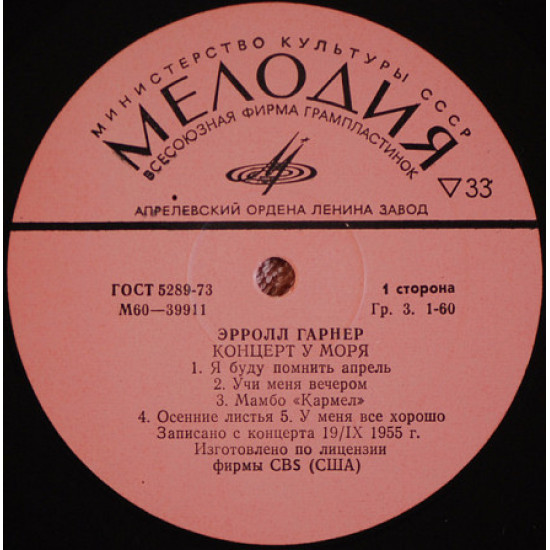 МИНИСТЕРСТВО КУЛЬТУРЫ СССР
МЕЛОДИЯ
ВСЕСОЮЗНАЯ ФИРМА ГРАМПЛАСТИНОК
▽33
АПРЕЛЕВСКИЙ ОРДЕНА ЛЕНИНА ЗАВОД
ГОСТ 5289-73
1 сторона
М60—39911
Гр. 3. 1-60
ЭРРОЛЛ ГАРНЕР
КОНЦЕРТ У МОРЯ
1. Я буду помнить апрель
2. Учи меня вечером
3. Мамбо «Кармел»
4. Осенние листья 5. У меня все хорошо
Записано с концерта 19/IX 1955 г.
Изготовлено по лицензии
фирмы CBS (США)